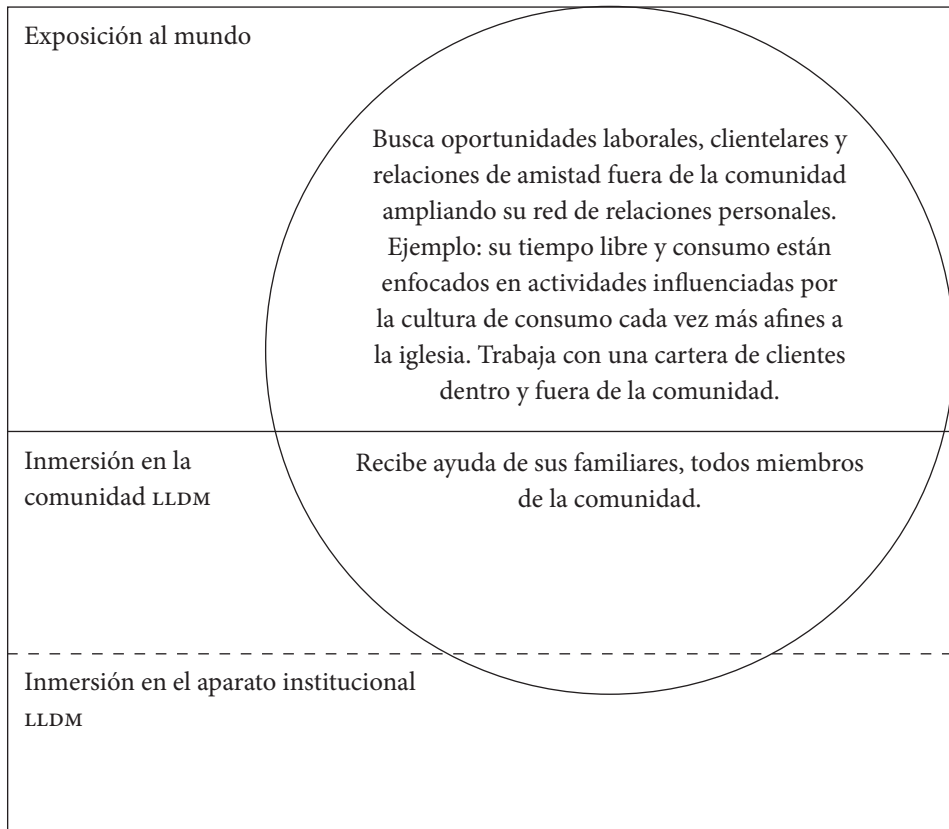 Exposición al mundo
Busca oportunidades laborales, clientelares y
relaciones de amistad fuera de la comunidad
ampliando su red de relaciones personales.
Ejemplo: su tiempo libre y consumo están
enfocados en actividades influenciadas por
la cultura de consumo cada vez más afines a
la iglesia. Trabaja con una cartera de clientes
dentro y fuera de la comunidad.
Inmersión en la
comunidad LLDM
Recibe ayuda de sus familiares, todos miembros
de la comunidad.
Inmersión en el aparato institucional
LLDM